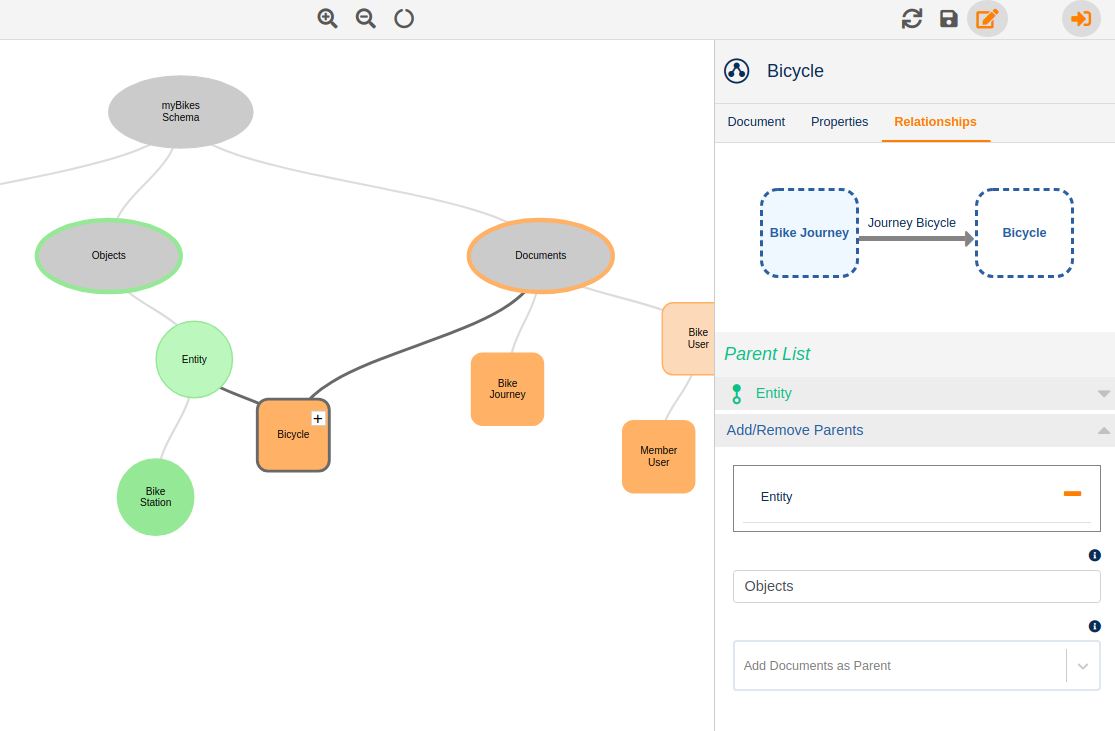 myBikes
Schema
Objects
Documents
Entity
Bicycle
+
Bike
Station
Bike
Journey
Bike
User
Member
User
Bicycle
Document Properties Relationships
Bike Journey
Journey Bicycle
Bicycle
Parent List
Entity
Add/Remove Parents
Entity
Objects
Add Documents as Parent